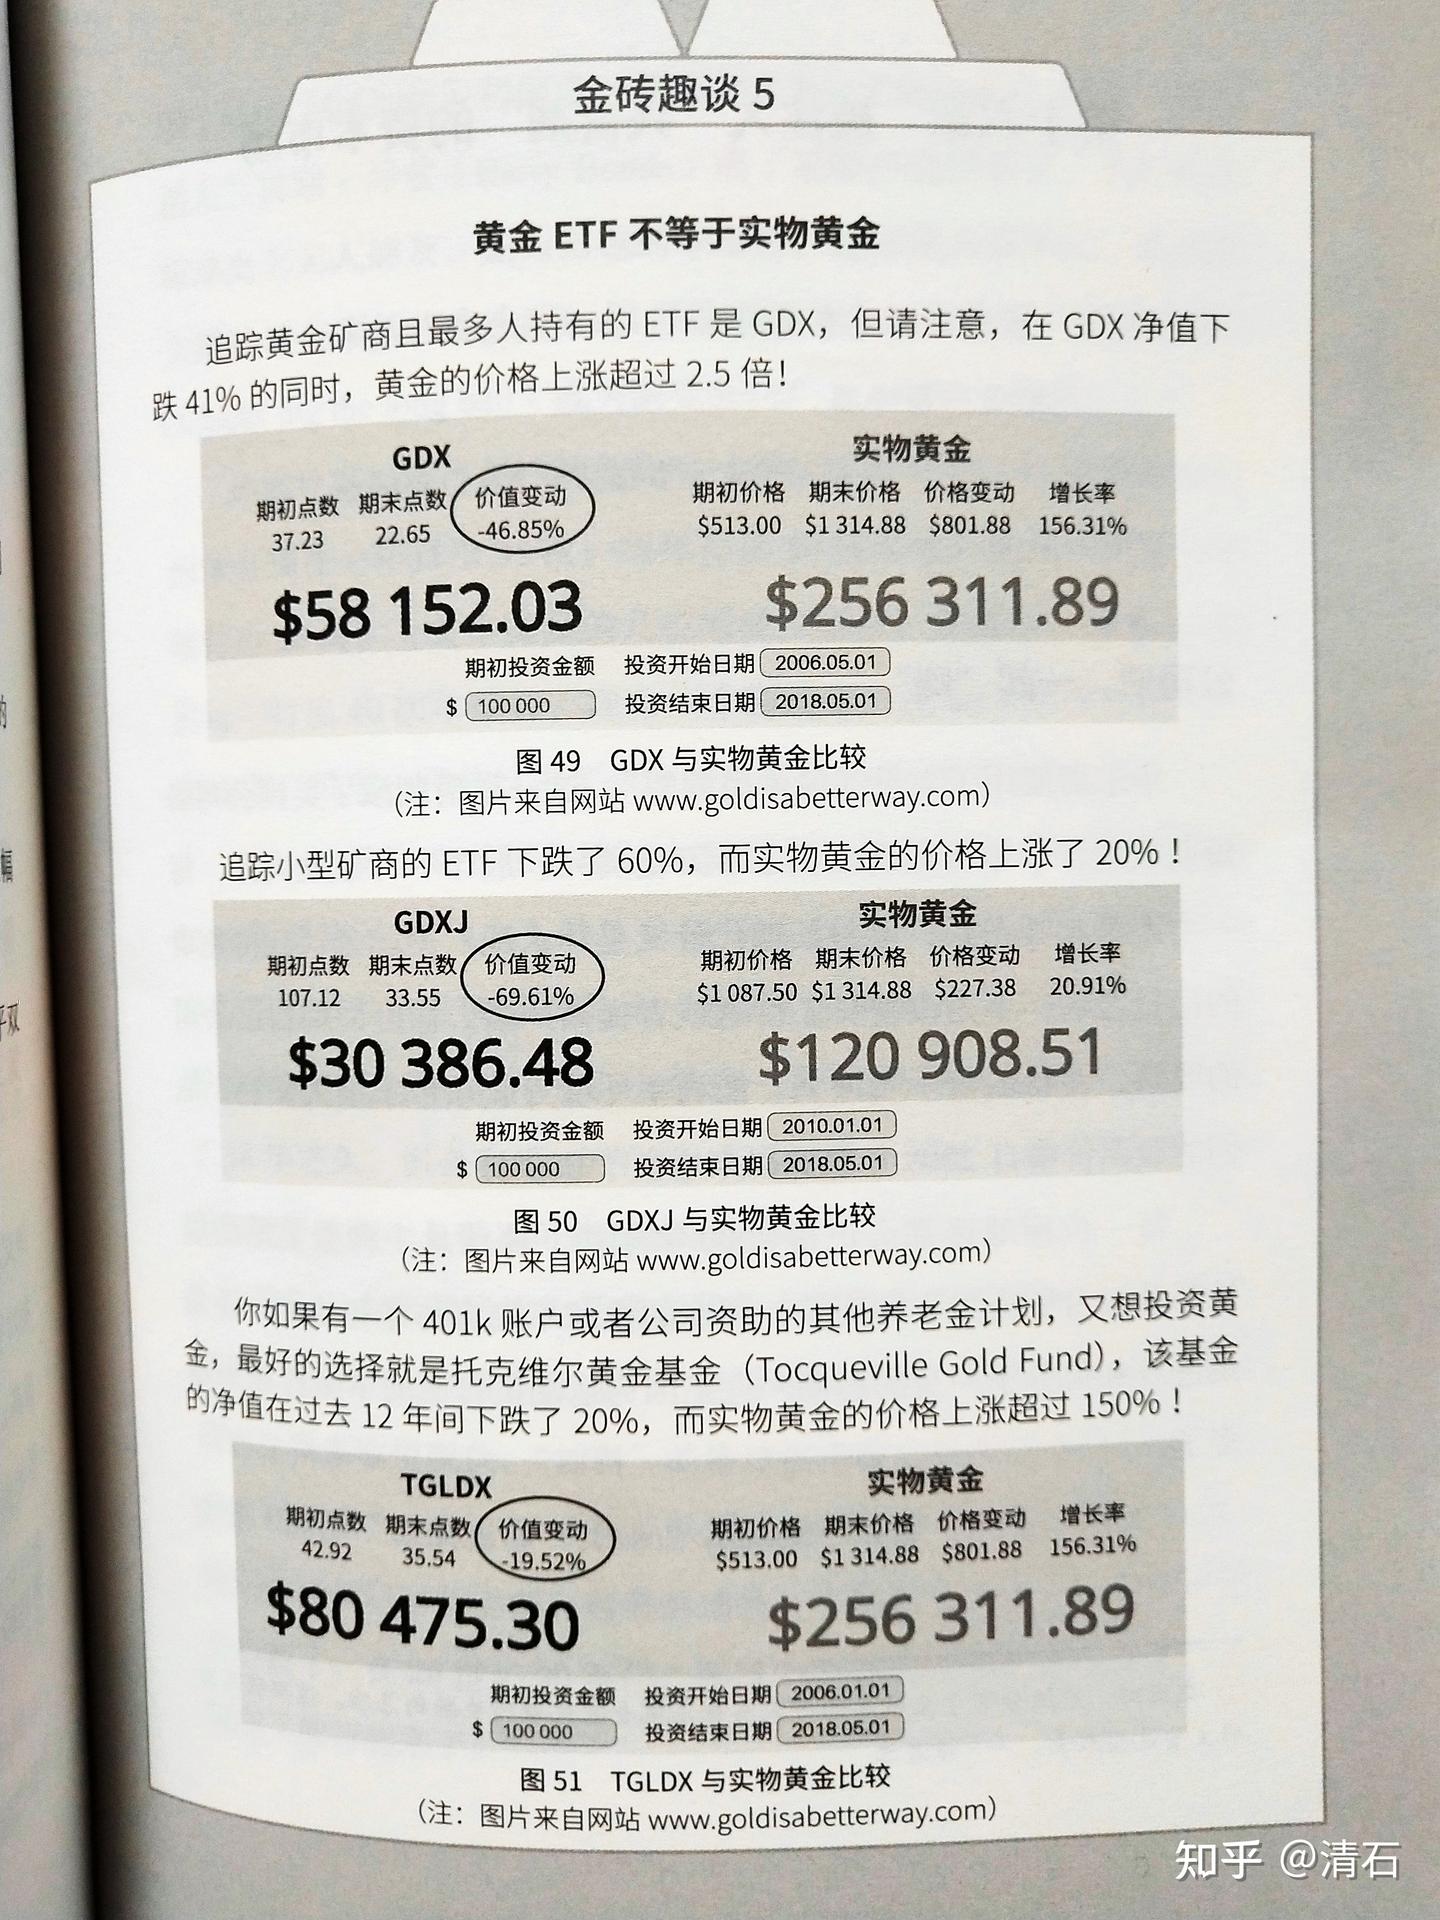 金砖趣谈 5
黄金 ETF 不等于实物黄金
追踪黄金矿商且最多人持有的 ETF 是 GDX，但请注意，在 GDX 净值下
跌 41% 的同时，黄金的价格上涨超过 2.5 倍！
GDX 实物黄金
期初点数 期末点数 价值变动 期初价格 期末价格 价格变动 增长率
37.23 22.65 -46.85% $513.00 $1 314.88 $801.88 156.31%
$58 152.03 $256 311.89
期初投资金额 投资开始日期 2006.05.01
$ 100 000 投资结束日期 2018.05.01
图 49 GDX 与实物黄金比较
（注：图片来自网站 www.goldisabetterway.com）
追踪小型矿商的 ETF 下跌了 60%，而实物黄金的价格上涨了 20%！
GDXJ 实物黄金
期初点数 期末点数 价值变动 期初价格 期末价格 价格变动 增长率
107.12 33.55 -69.61% $1 087.50 $1 314.88 $227.38 20.91%
$30 386.48 $120 908.51
期初投资金额 投资开始日期 2010.01.01
$ 100 000 投资结束日期 2018.05.01
图 50 GDXJ 与实物黄金比较
（注：图片来自网站 www.goldisabetterway.com）
你如果有一个 401k 账户或者公司资助的其他养老金计划，又想投资黄
金，最好的选择就是托克维尔黄金基金（Tocqueville Gold Fund），该基金
的净值在过去 12 年间下跌了 20%，而实物黄金的价格上涨超过 150%！
TGLDX 实物黄金
期初点数 期末点数 价值变动 期初价格 期末价格 价格变动 增长率
42.92 35.54 -19.52% $513.00 $1 314.88 $801.88 156.31%
$80 475.30 $256 311.89
期初投资金额 投资开始日期 2006.01.01
$ 100 000 投资结束日期 2018.05.01
图 51 TGLDX 与实物黄金比较
（注：图片来自网站 www.goldisabetterway.com）
知乎 @清石